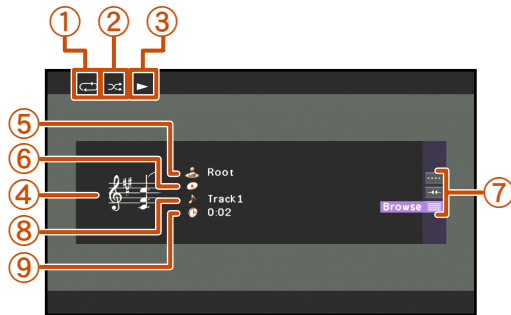 ① ② ③
⑤ Root
⑥
④
⑧ Track1
⑨ 0:02
Browse
⑦